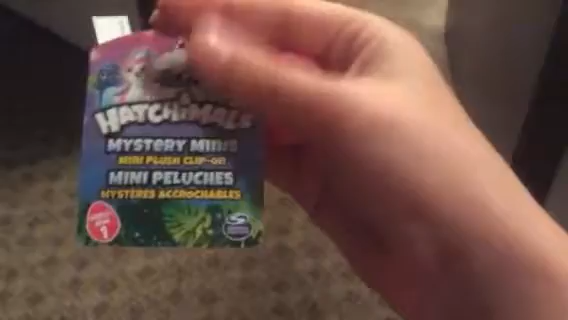 HATCHIMALS
MYSTERY MINIS
MINI PLUSH CLIP-ON
MINI PELUCHES
MYSTÈRES ACCROCHABLES
1